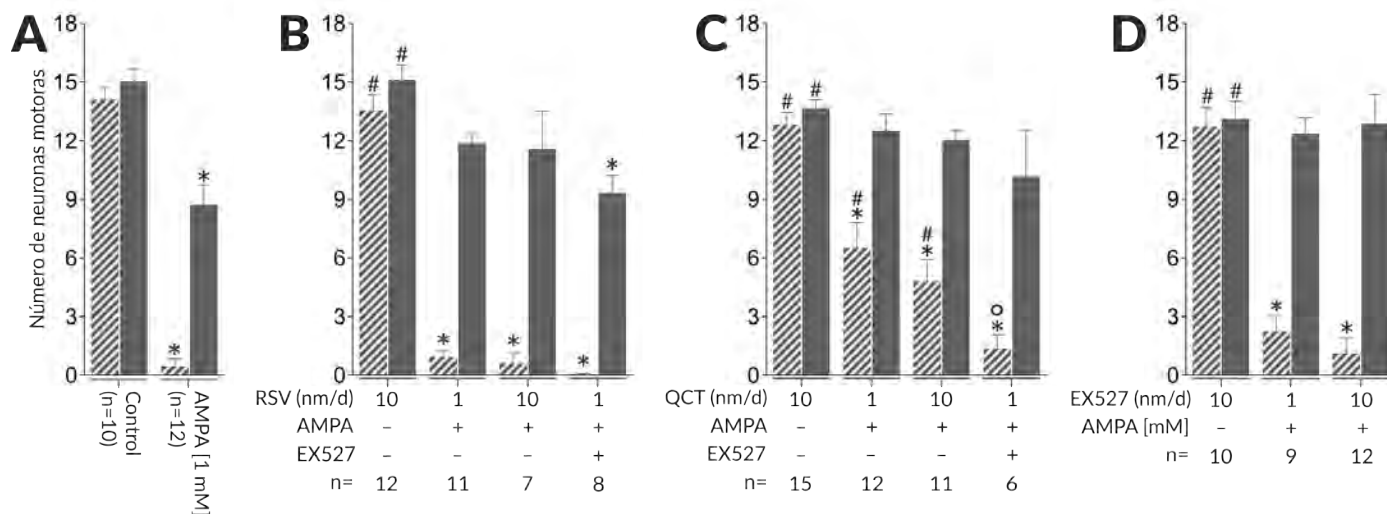 A
B
C
D
Número de neuronas motoras
18
15
12
9
6
3
0
*
*
Control
(n=10)
AMPA [1 mM]
(n=12)
18
15
12
9
6
3
0
#
#
*
*
*
*
RSV (nm/d) 10 1 10 1
AMPA – + + +
EX527 – – – +
n= 12 11 7 8
18
15
12
9
6
3
0
#
#
#
*
#
*
o
*
QCT (nm/d) 10 1 10 1
AMPA – + + +
EX527 – – – +
n= 15 12 11 6
18
15
12
9
6
3
0
#
#
*
*
EX527 (nm/d) 10 1 10
AMPA [mM] – + +
n= 10 9 12